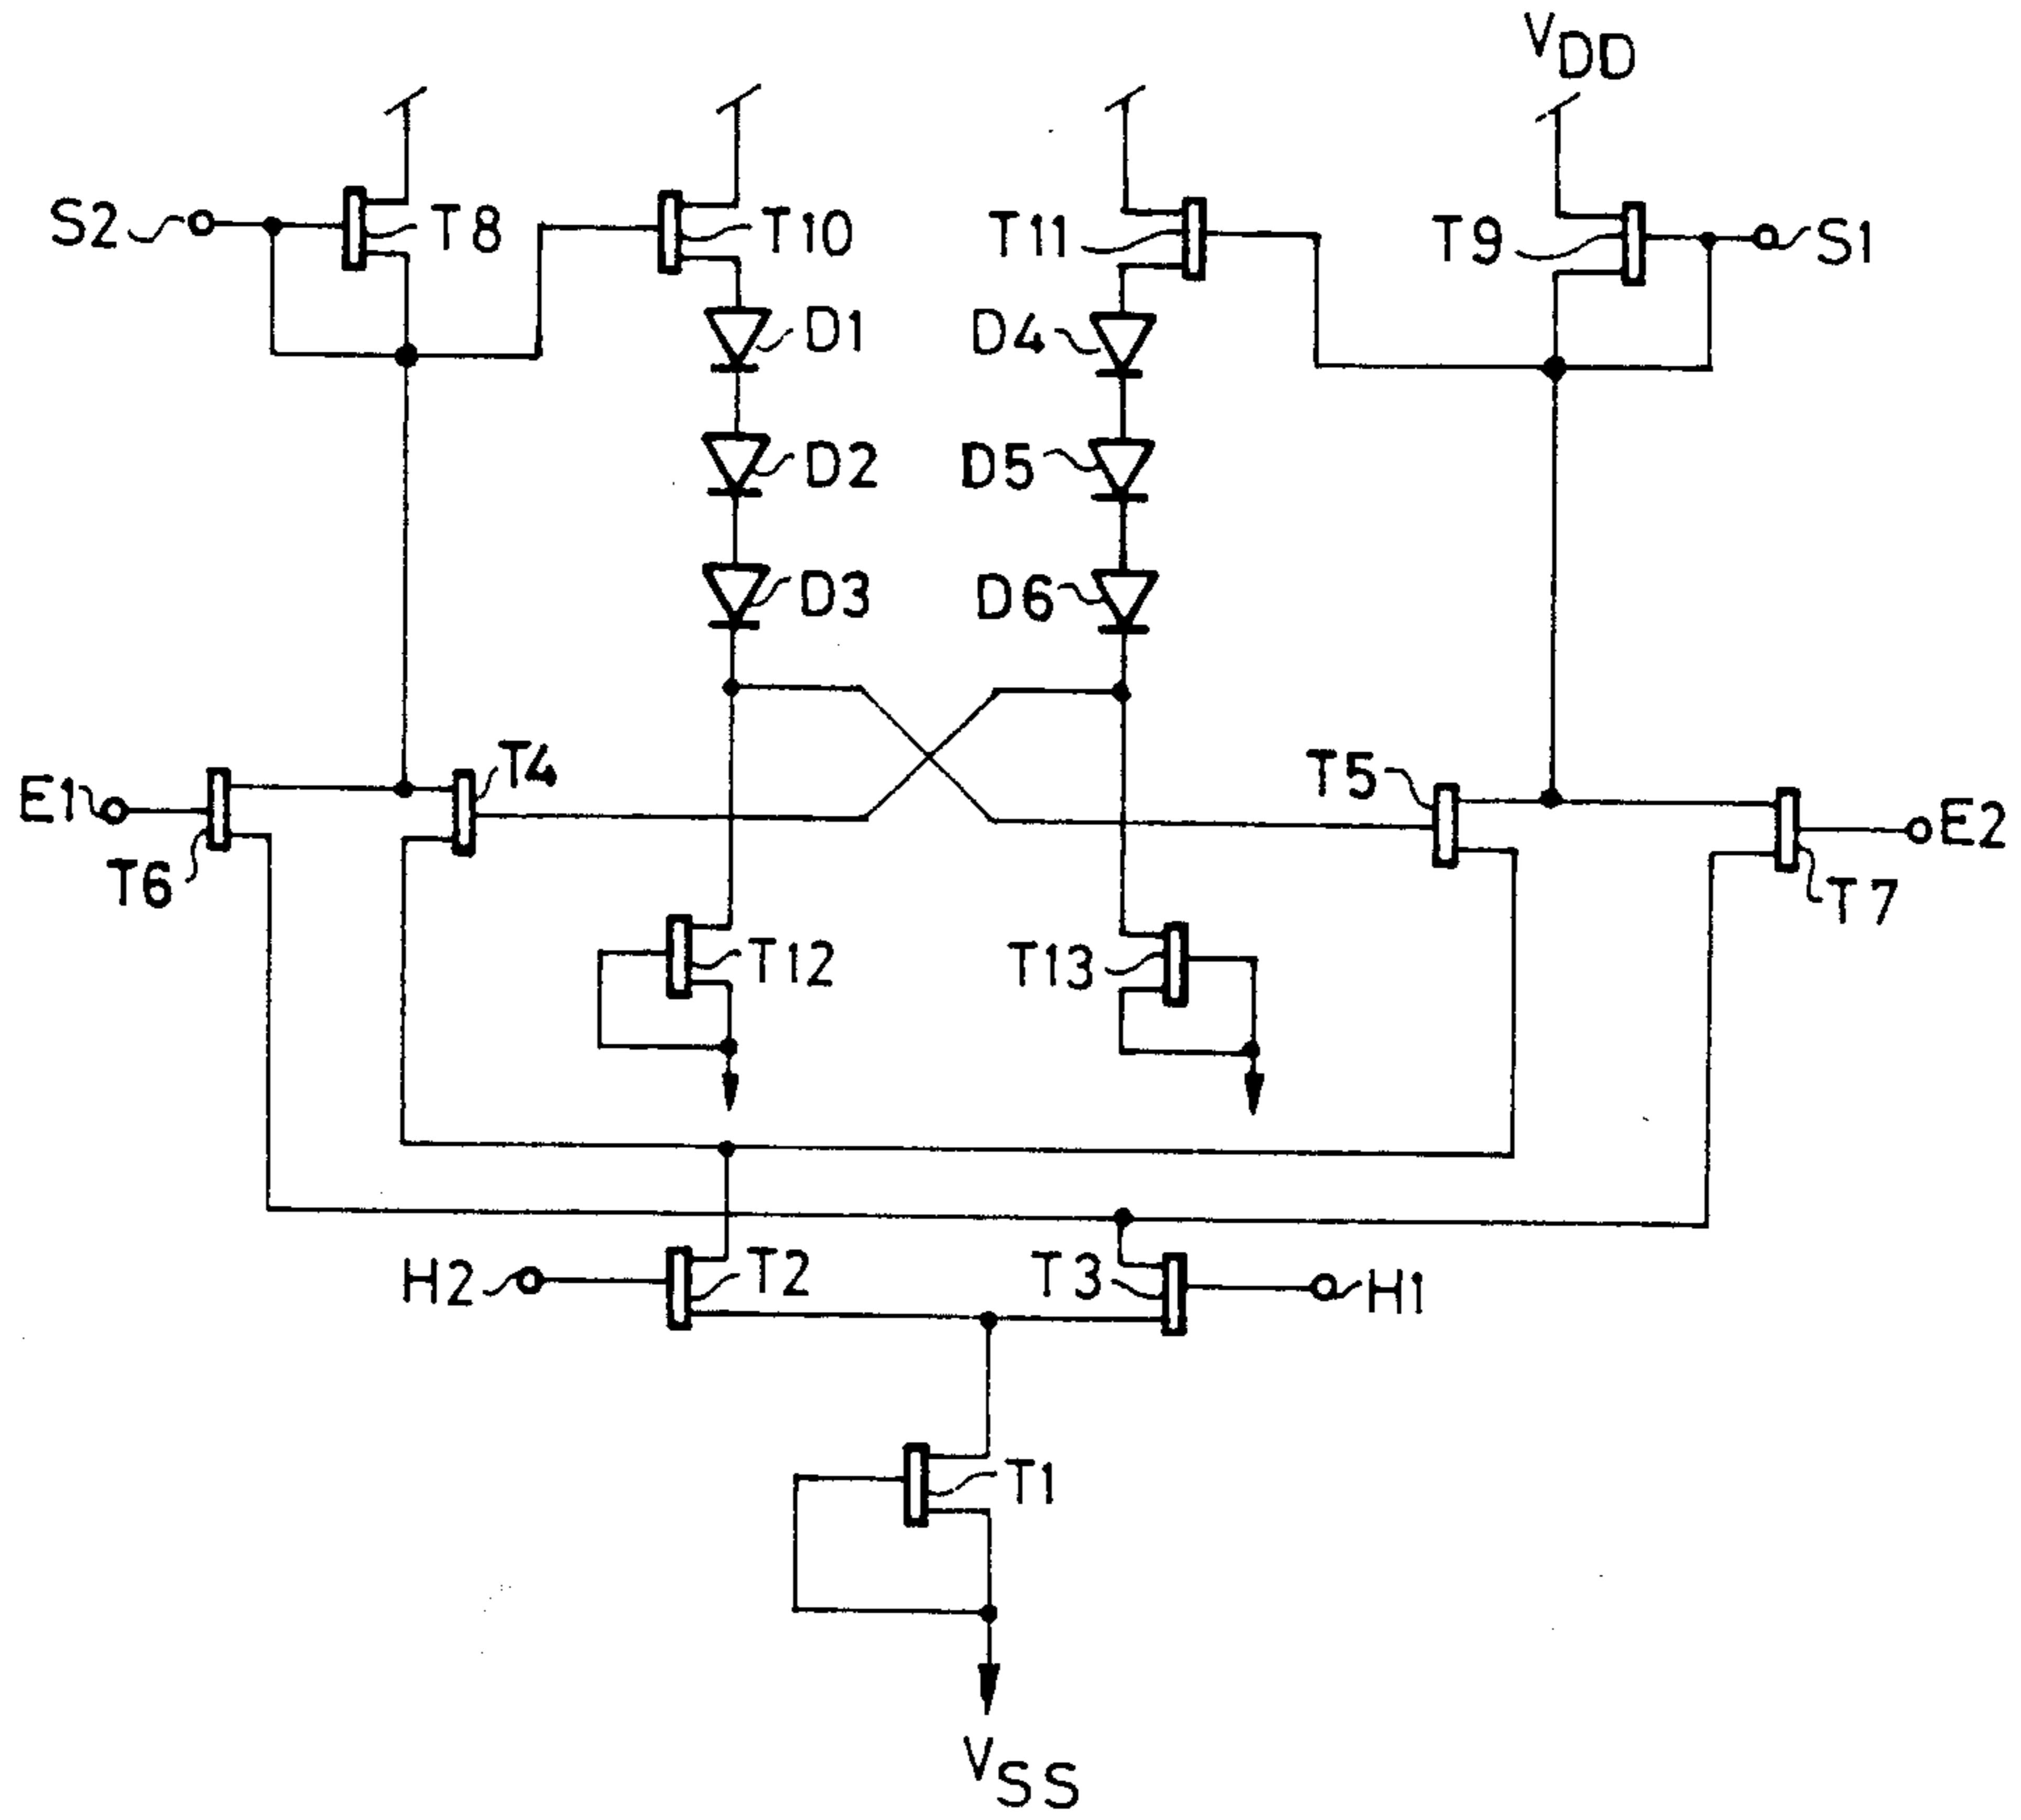 VDD
S2
T8
T10
T11
T9
S1
D1
D4
D2
D5
D3
D6
E1
T4
T5
E2
T6
T7
T12
T13
H2
T2
T3
H1
T1
VSS